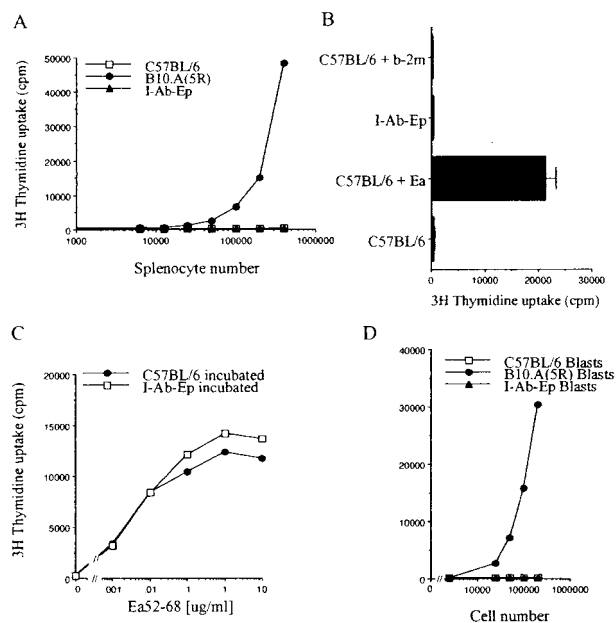 A
C57BL/6
B10.A(5R)
I-Ab-Ep
3H Thymidine uptake (cpm)
50000
40000
30000
20000
10000
0
1000
10000
100000
1000000
Splenocyte number
B
C57BL/6 + b-2m
I-Ab-Ep
C57BL/6 + Ea
C57BL/6
0
10000
20000
30000
3H Thymidine uptake (cpm)
C
C57BL/6 incubated
I-Ab-Ep incubated
3H Thymidine uptake (cpm)
20000
15000
10000
5000
0
0
//
001
01
1
1
10
Ea52-68 [ug/ml]
D
C57BL/6 Blasts
B10.A(5R) Blasts
I-Ab-Ep Blasts
40000
30000
20000
10000
0
0
//
10000
100000
1000000
Cell number